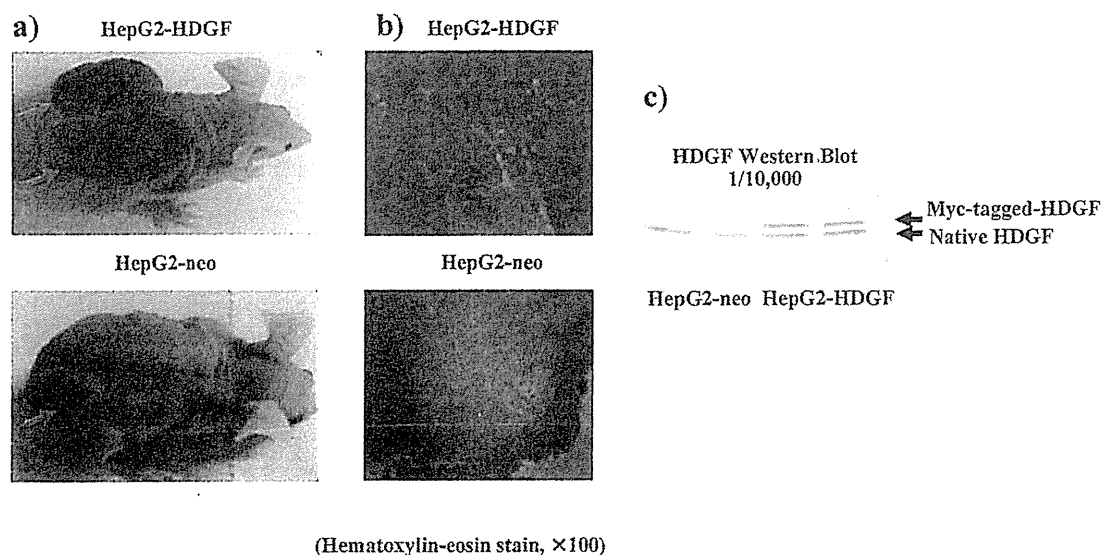 a) HepG2-HDGF
b) HepG2-HDGF
HepG2-neo
HepG2-neo
(Hematoxylin-eosin stain, ×100)
c)
HDGF Western Blot
1/10,000
Myc-tagged-HDGF
Native HDGF
HepG2-neo HepG2-HDGF